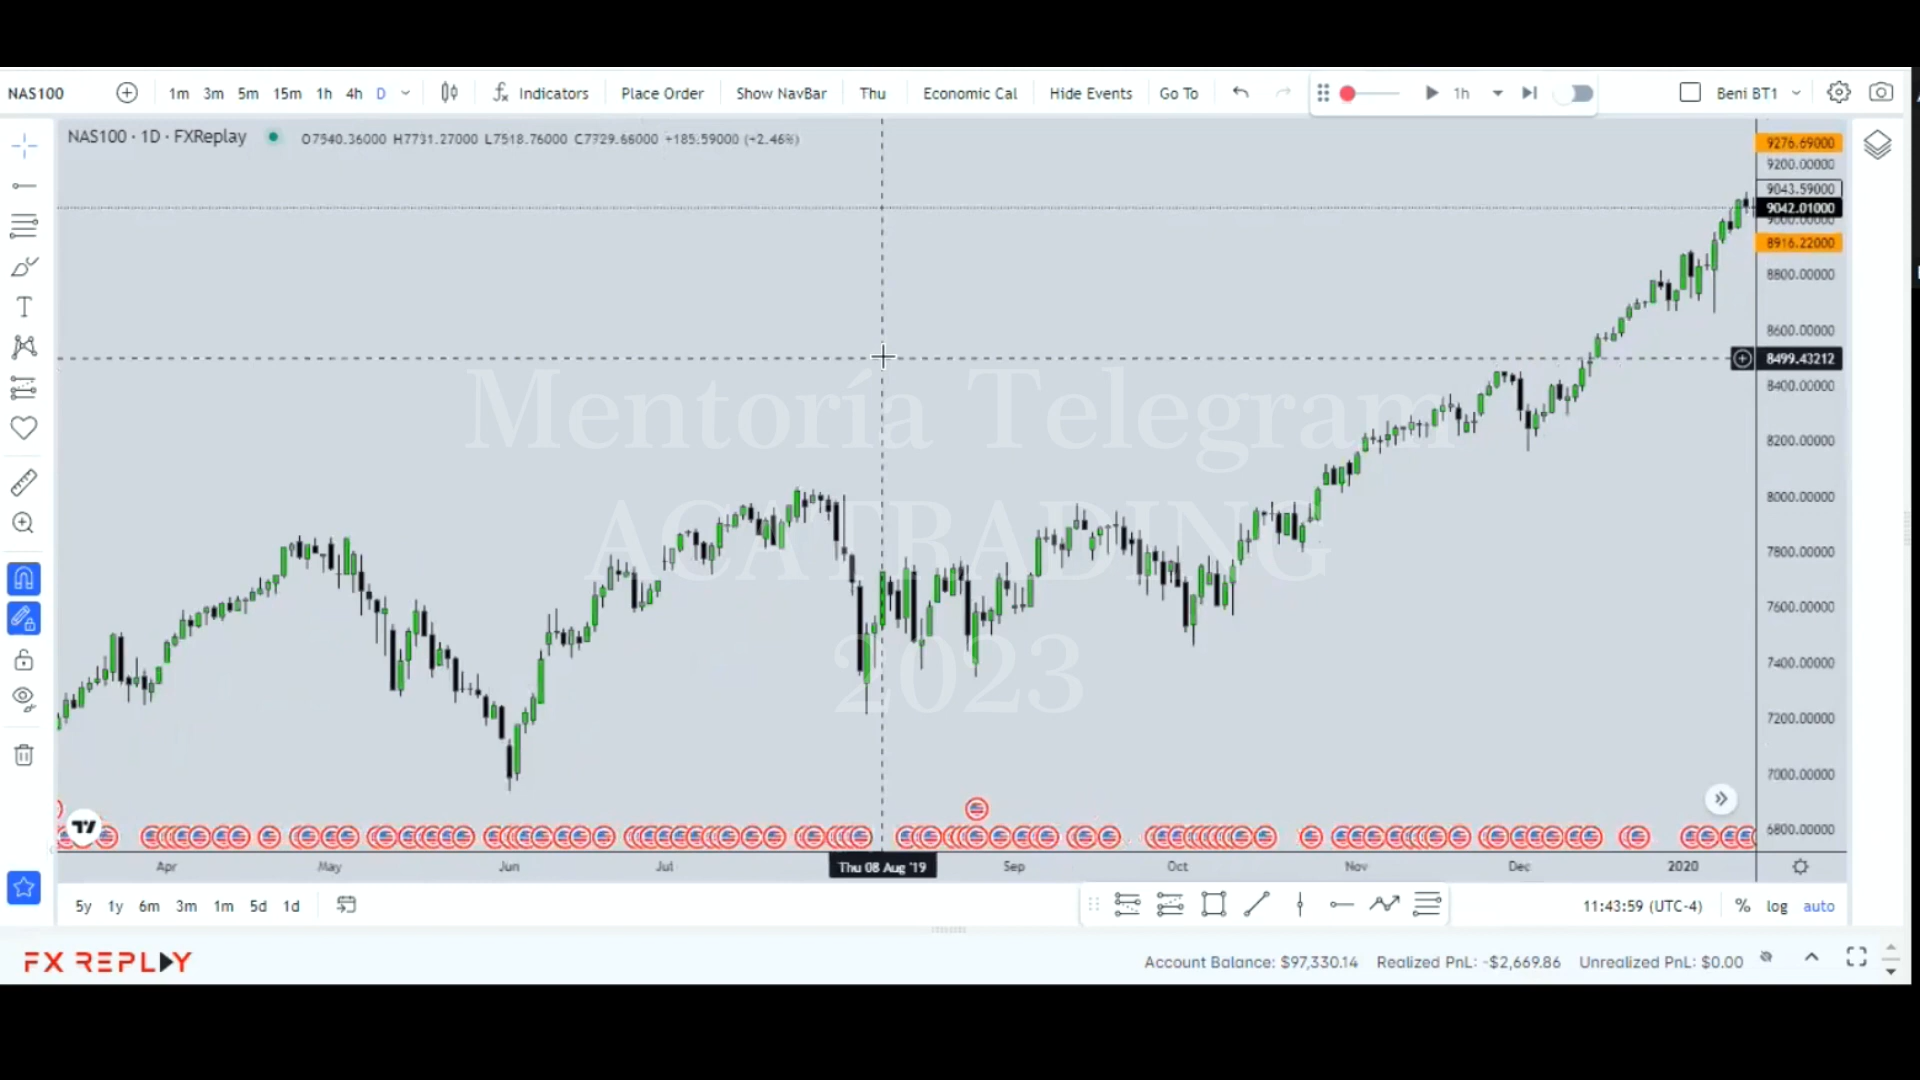 NAS100 1m 3m 5m 15m 1h 4h D Indicators Place Order Show NavBar Thu Economic Cal Hide Events Go To 1h Beni BT1
NAS100 · 1D · FXReplay O7540.36000 H7731.27000 L7518.76000 C7729.66000 +185.59000 (+2.46%)
9276.69000
9200.00000
9043.59000
9042.01000
9000.00000
8916.22000
8800.00000
8600.00000
8499.43212
8400.00000
8200.00000
8000.00000
7800.00000
7600.00000
7400.00000
7200.00000
7000.00000
6800.00000
Mentoría Telegram
ACATRADING
2023
Apr May Jun Jul Thu 08 Aug '19 Sep Oct Nov Dec 2020
5y 1y 6m 3m 1m 5d 1d 11:43:59 (UTC-4) % log auto
FX REPLAY Account Balance: $97,330.14 Realized PnL: -$2,669.86 Unrealized PnL: $0.00